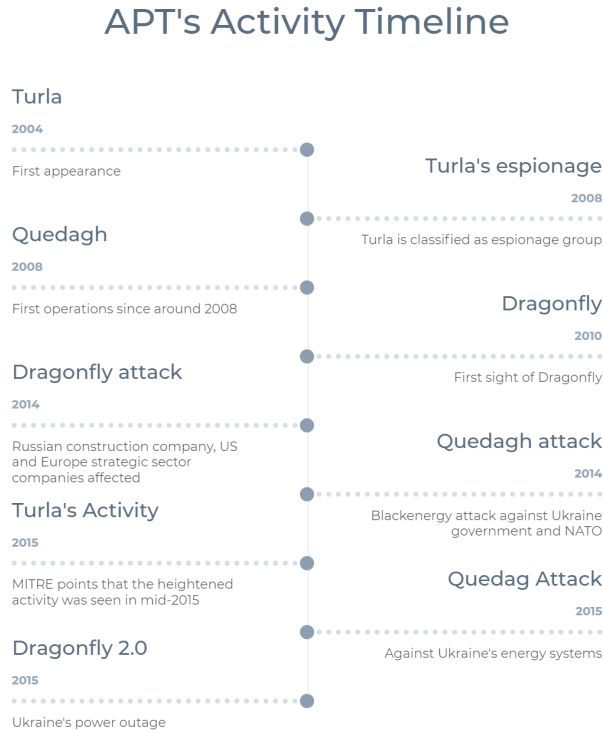 APT's Activity Timeline
Turla
2004
First appearance
Turla's espionage
2008
Turla is classified as espionage group
Quedagh
2008
First operations since around 2008
Dragonfly
2010
First sight of Dragonfly
Dragonfly attack
2014
Russian construction company, US
and Europe strategic sector
companies affected
Quedagh attack
2014
Blackenergy attack against Ukraine
government and NATO
Turla's Activity
2015
MITRE points that the heightened
activity was seen in mid-2015
Quedag Attack
2015
Against Ukraine's energy systems
Dragonfly 2.0
2015
Ukraine's power outage